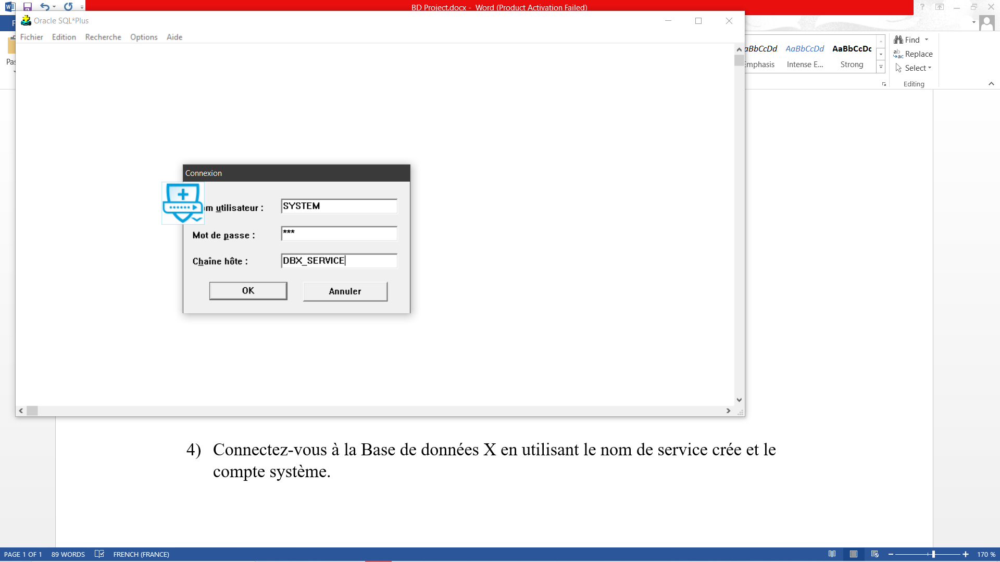 BD Project.docx - Word (Product Activation Failed)
Oracle SQL*Plus
Fichier Edition Recherche Options Aide
AaBbCcDd AaBbCcDc
Intense E... Strong
Find
Replace
Select
Editing
Connexion
utilisateur :
SYSTEM
Mot de passe :
***
Chaîne hôte :
DBX_SERVICE
OK
Annuler
4) Connectez-vous à la Base de données X en utilisant le nom de service crée et le
compte système.
PAGE 1 OF 1 89 WORDS FRENCH (FRANCE)
170 %